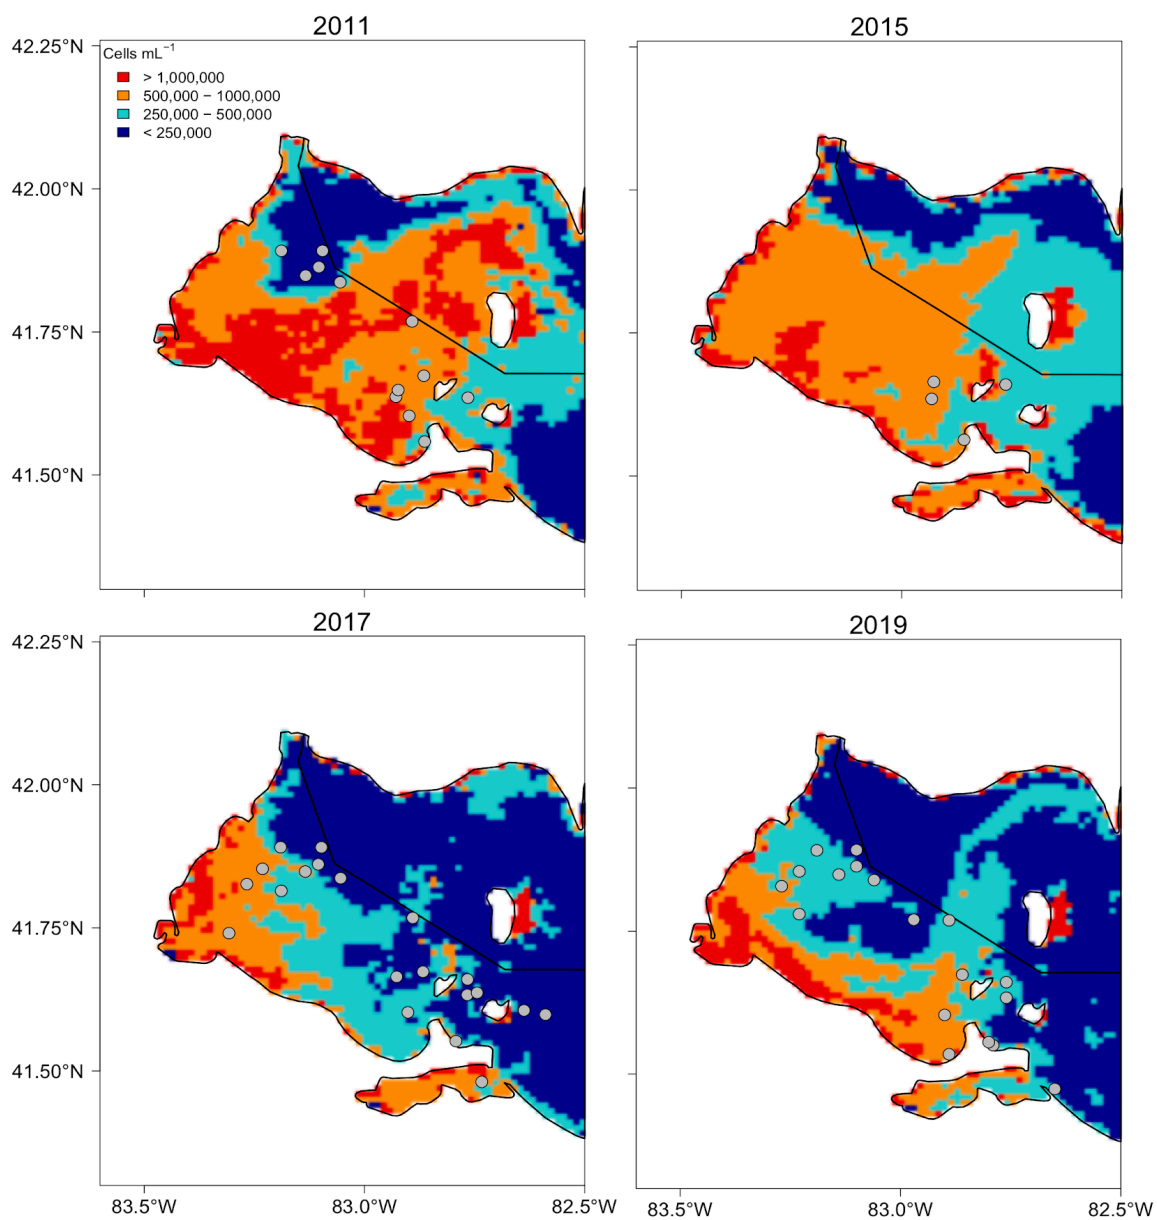 2011
2015
42.25°N
Cells mL⁻¹
> 1,000,000
500,000 − 1000,000
250,000 − 500,000
< 250,000
42.00°N
41.75°N
41.50°N
2017
2019
42.25°N
42.00°N
41.75°N
41.50°N
83.5°W 83.0°W 82.5°W 83.5°W 83.0°W 82.5°W